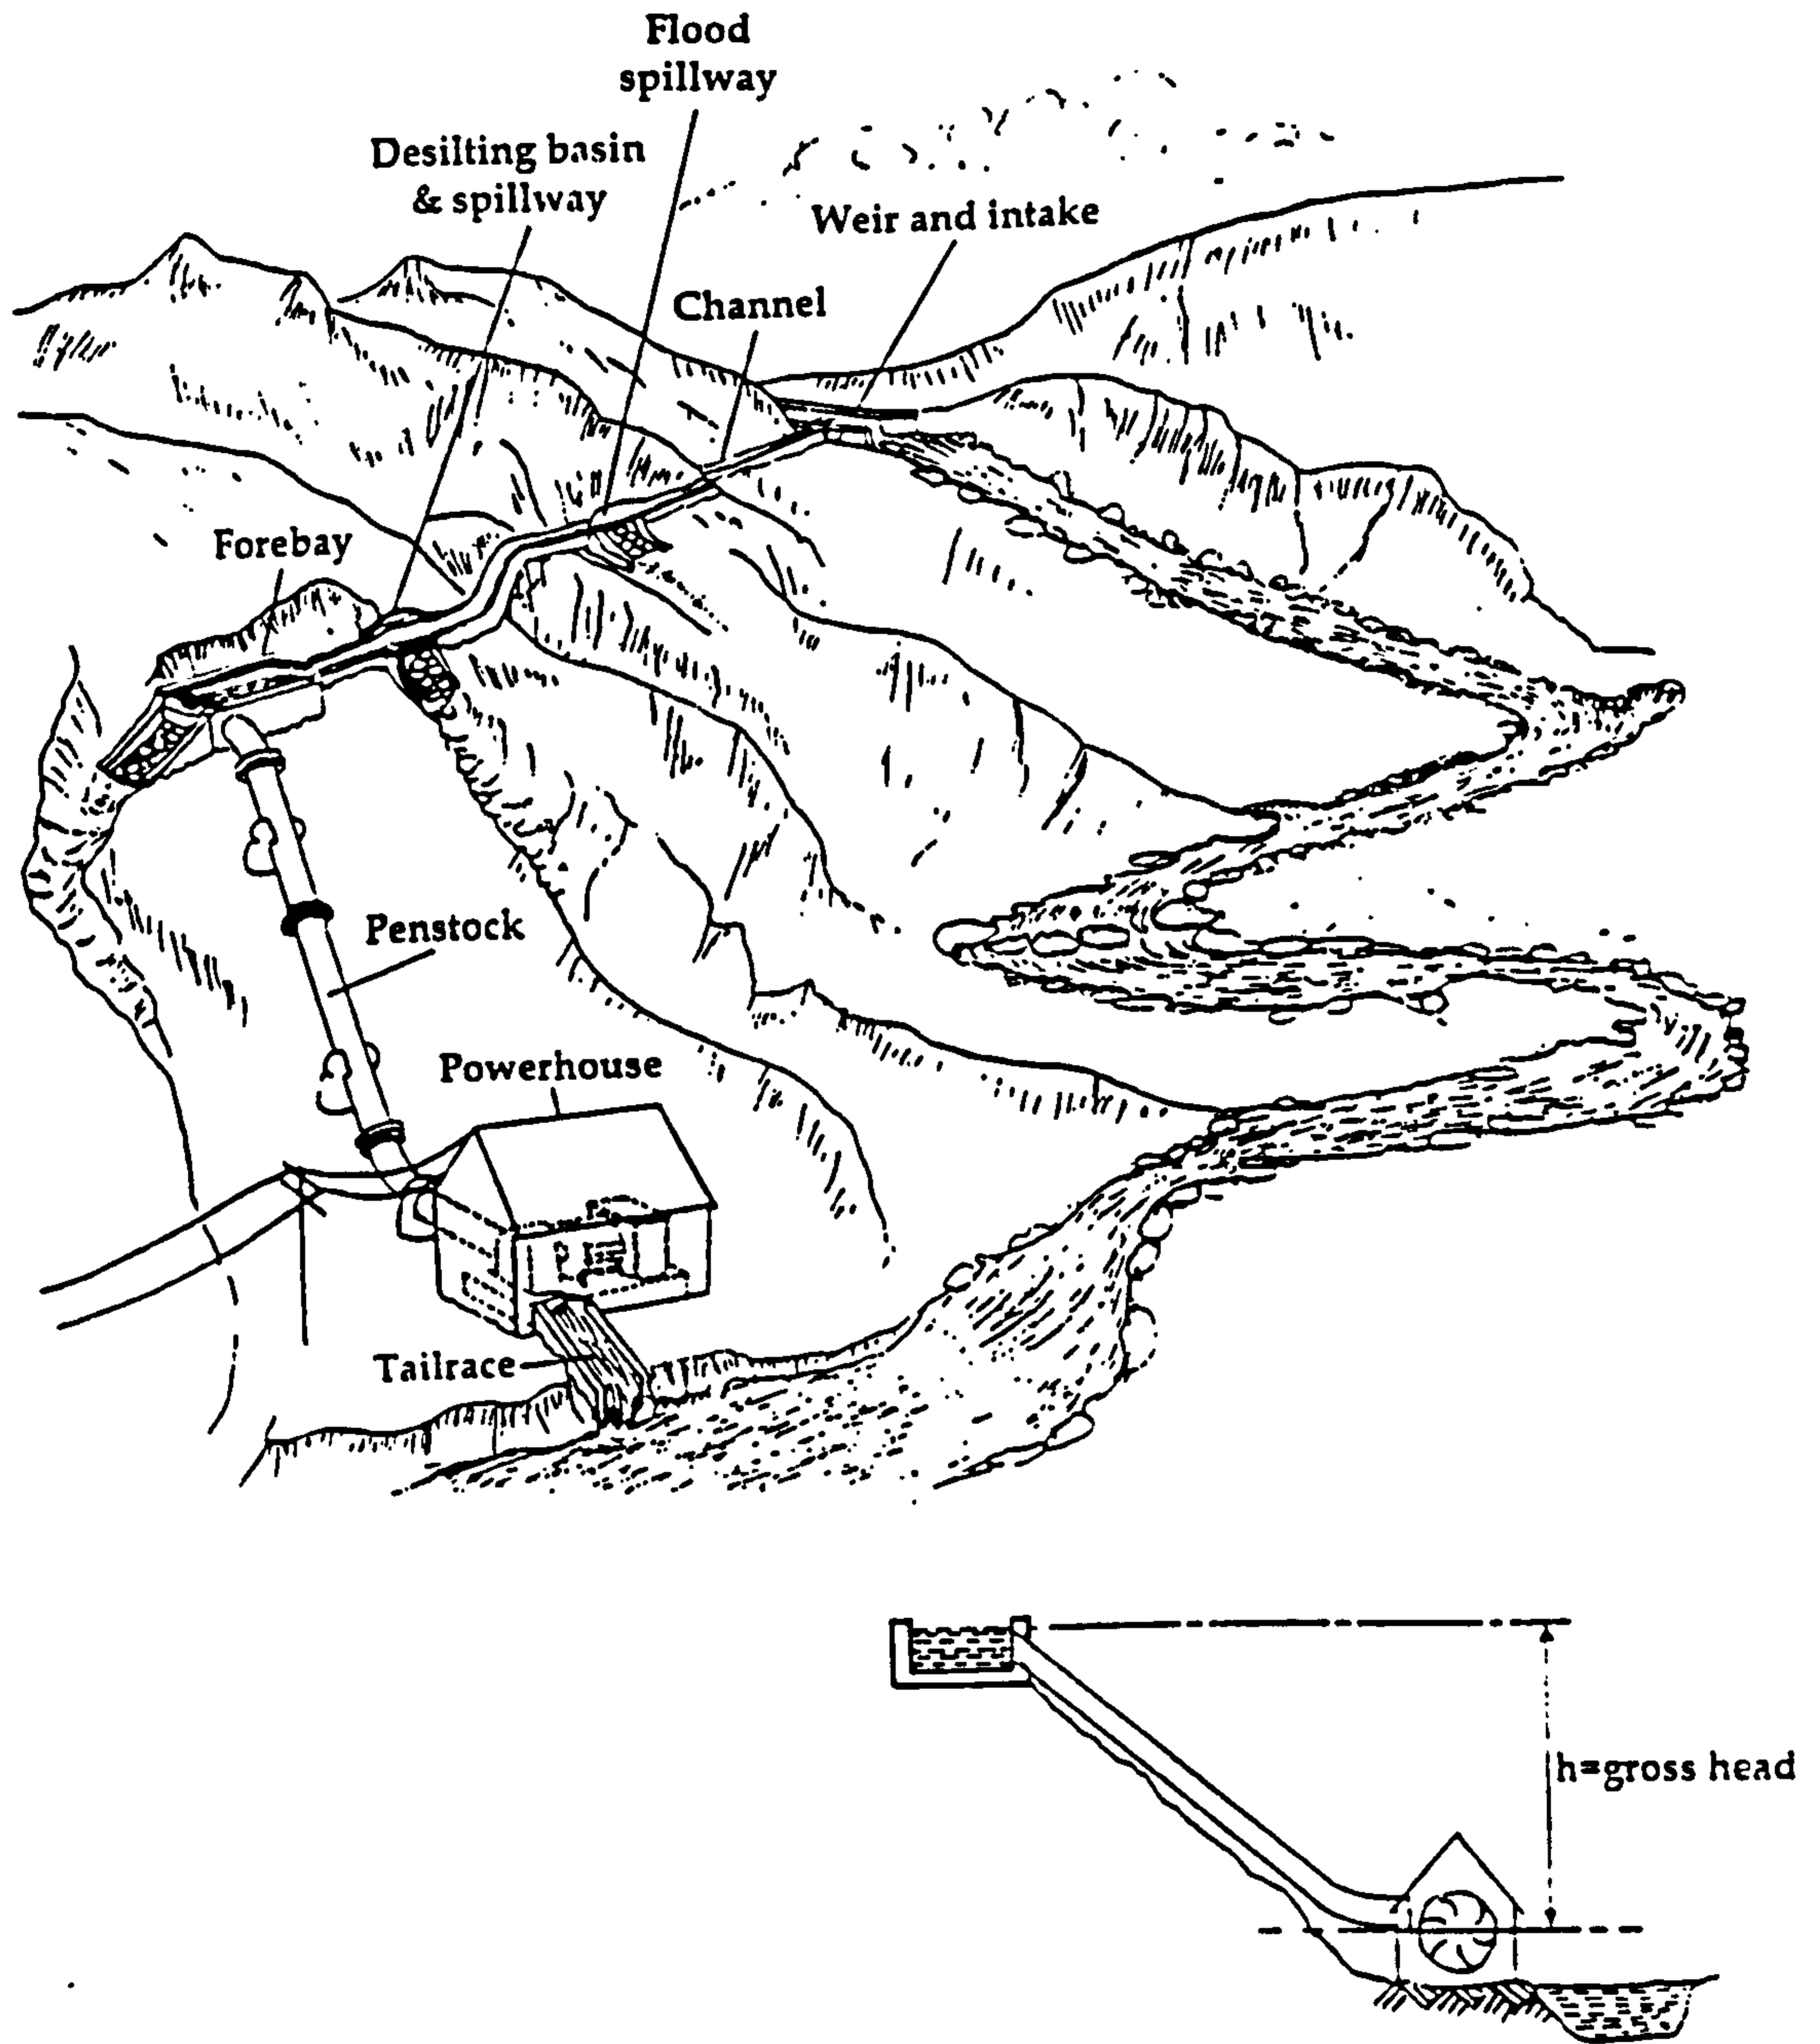 Flood
spillway
Desilting basin
& spillway
Weir and intake
Channel
Forebay
Penstock
Powerhouse
Tailrace
h=gross head